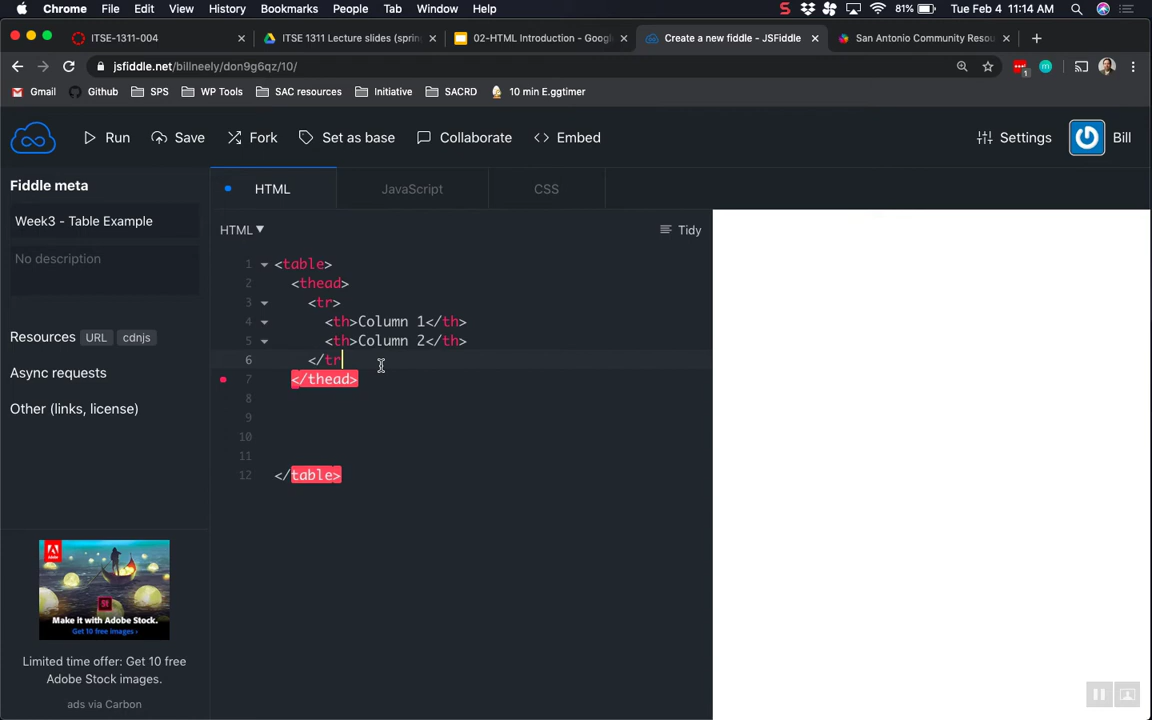 Chrome File Edit View History Bookmarks People Tab Window Help 81% Tue Feb 4 11:14 AM
ITSE-1311-004 ITSE 1311 Lecture slides (spring 02-HTML Introduction - Google Create a new fiddle - JSFiddle San Antonio Community Resou
jsfiddle.net/billneely/don9g6qz/10/
Gmail Github SPS WP Tools SAC resources Initiative SACRD 10 min E.ggtimer
Run Save Fork Set as base Collaborate Embed Settings Bill
Fiddle meta
HTML JavaScript CSS
Week3 - Table Example
No description
Resources URL cdnjs
Async requests
Other (links, license)
HTML Tidy
1 <table>
2 <thead>
3 <tr>
4 <th>Column 1</th>
5 <th>Column 2</th>
6 </tr
7 </thead>
8
9
10
11
12 </table>
Make it with Adobe Stock.
Get 10 free images ›
Limited time offer: Get 10 free
Adobe Stock images.
ads via Carbon